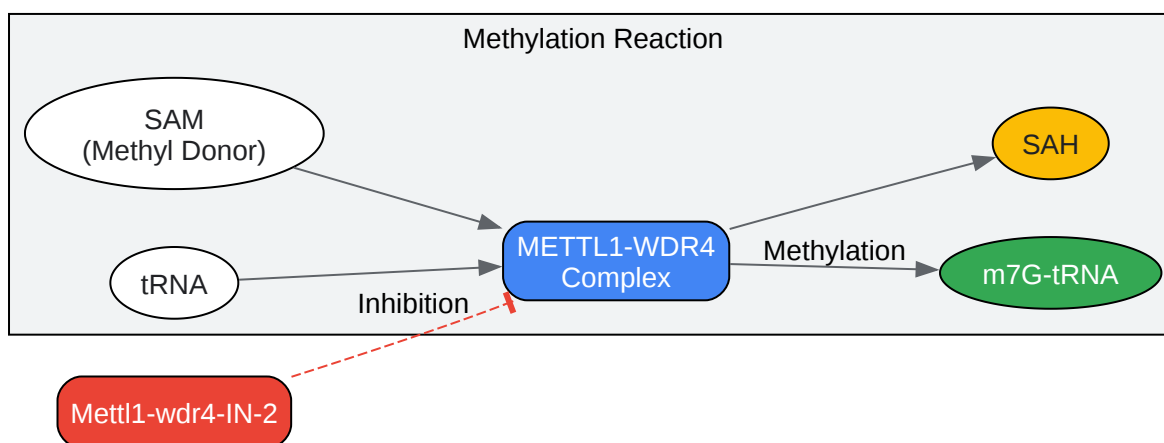 Methylation Reaction
SAM
(Methyl Donor)
SAH
METTL1-WDR4
Complex
Methylation
tRNA
m7G-tRNA
Inhibition
Mettl1-wdr4-IN-2